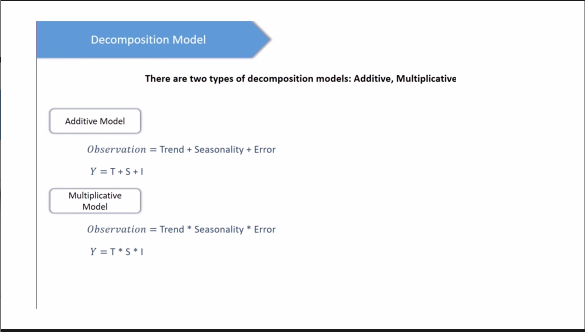 Decomposition Model
There are two types of decomposition models: Additive, Multiplicative
Additive Model
Observation = Trend + Seasonality + Error
Y = T + S + I
Multiplicative
Model
Observation = Trend * Seasonality * Error
Y = T * S * I